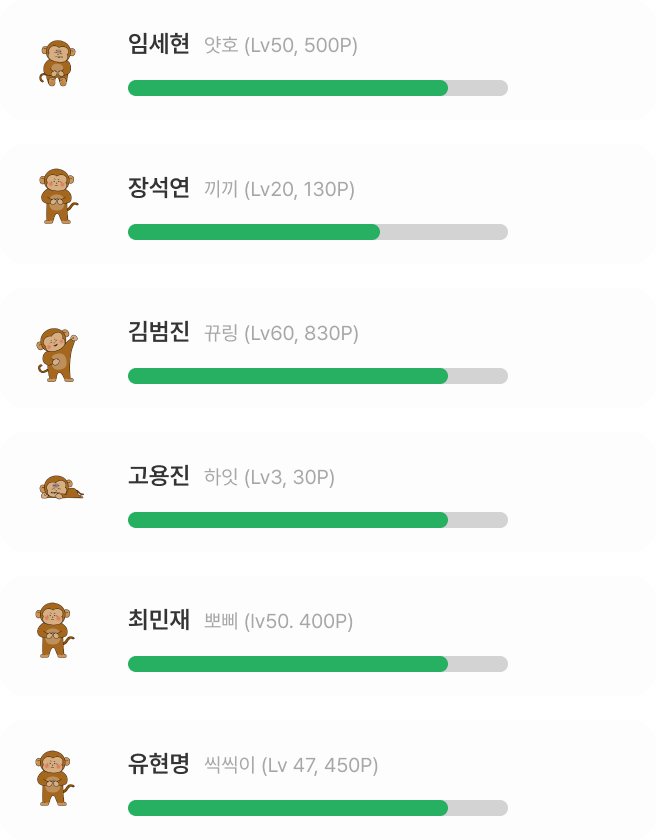 임세현 얏호 (Lv50, 500P)
장석연 끼끼 (Lv20, 130P)
김범진 뀨링 (Lv60, 830P)
고용진 하잇 (Lv3, 30P)
최민재 뽀삐 (lv50. 400P)
유현명 씩씩이 (Lv 47, 450P)